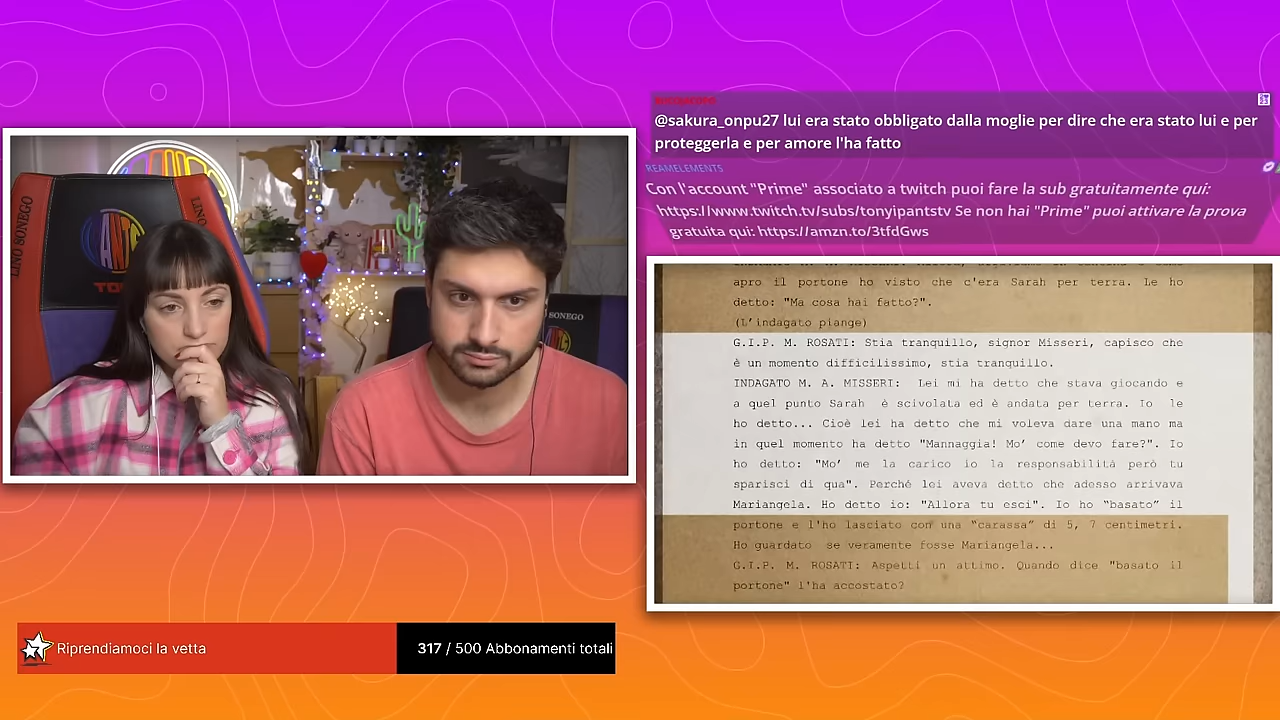 @sakura_onpu27 lui era stato obbligato dalla moglie per dire che era stato lui e per
proteggerla e per amore l'ha fatto
REAMELEMENTS
Con l'account "Prime" associato a twitch puoi fare la sub gratuitamente qui:
https://www.twitch.tv/subs/tonyipantstv Se non hai "Prime" puoi attivare la prova
gratuita qui: https://amzn.to/3tfdGws
LINO SONEGO
LINO
SONEGO
apro il portone ho visto che c'era Sarah per terra. Le ho
detto: "Ma cosa hai fatto?".
(L'indagato piange)
G.I.P. M. ROSATI: Stia tranquillo, signor Misseri, capisco che
è un momento difficilissimo, stia tranquillo.
INDAGATO M. A. MISSERI: Lei mi ha detto che stava giocando e
a quel punto Sarah è scivolata ed è andata per terra. Io le
ho detto... Cioè lei ha detto che mi voleva dare una mano ma
in quel momento ha detto "Mannaggia! Mo' come devo fare?". Io
ho detto: "Mo' me la carico io la responsabilità però tu
sparisci di qua". Perché lei aveva detto che adesso arrivava
Mariangela. Ho detto io: "Allora tu esci". Io ho "basato" il
portone e l'ho lasciato con una "carassa" di 5, 7 centimetri.
Ho guardato se veramente fosse Mariangela...
G.I.P. M. ROSATI: Aspetti un attimo. Quando dice "basato il
portone" l'ha accostato?
Riprendiamoci la vetta
317 / 500 Abbonamenti totali